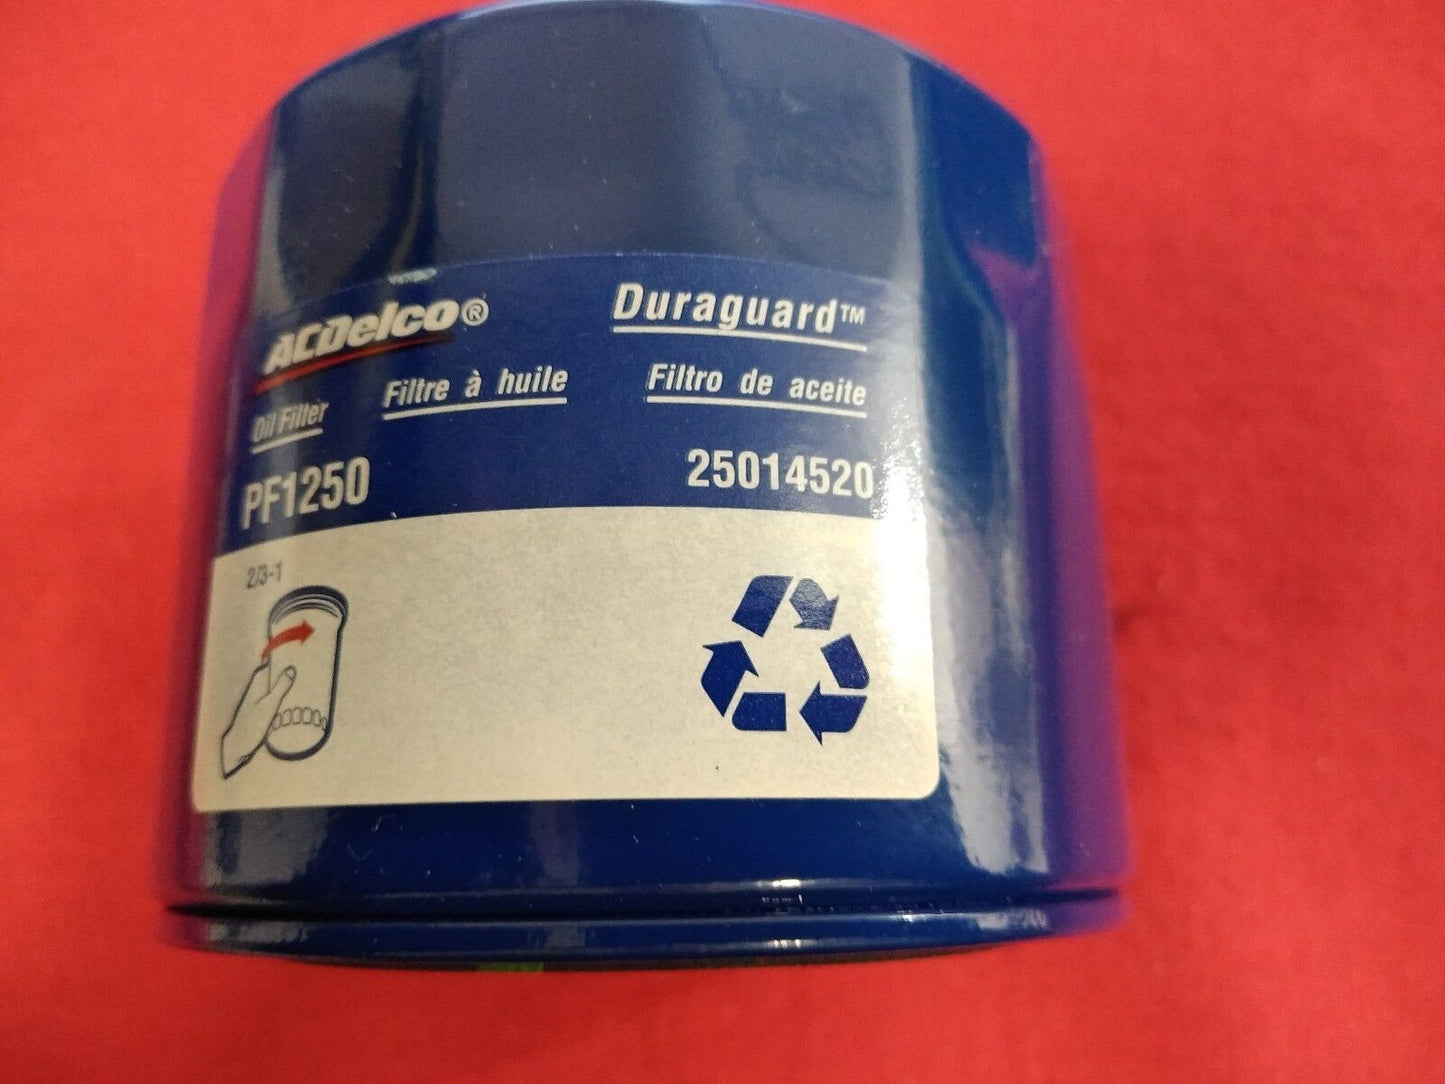 ACDelco® Duraguard™
Oil Filter Filtre à huile Filtro de aceite
PF1250 25014520
2/3-1